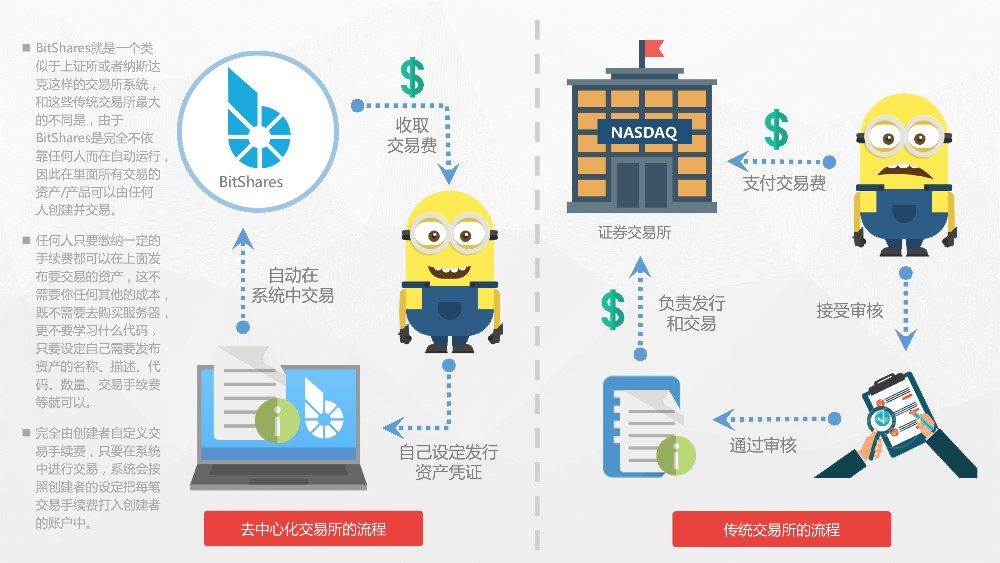 BitShares就是一个类
似于上证所或者纳斯达
克这样的交易所系统，
和这些传统交易所最大
的不同是，由于
BitShares是完全不依
靠任何人而在自动运行，
因此在里面所有交易的
资产/产品可以由任何
人创建并交易。
任何人只要缴纳一定的
手续费都可以在上面发
布要交易的资产，这不
需要你任何其他的成本，
既不需要去购买服务器，
更不要学习什么代码，
只要设定自己需要发布
资产的名称、描述、代
码、数量、交易手续费
等就可以。
完全由创建者自定义交
易手续费，只要在系统
中进行交易，系统会按
照创建者的设定把每笔
交易手续费打入创建者
的账户中。
BitShares
$
收取
交易费
自动在
系统中交易
自己设定发行
资产凭证
i
去中心化交易所的流程
NASDAQ
证券交易所
$
支付交易费
接受审核
$
负责发行
和交易
通过审核
i
传统交易所的流程